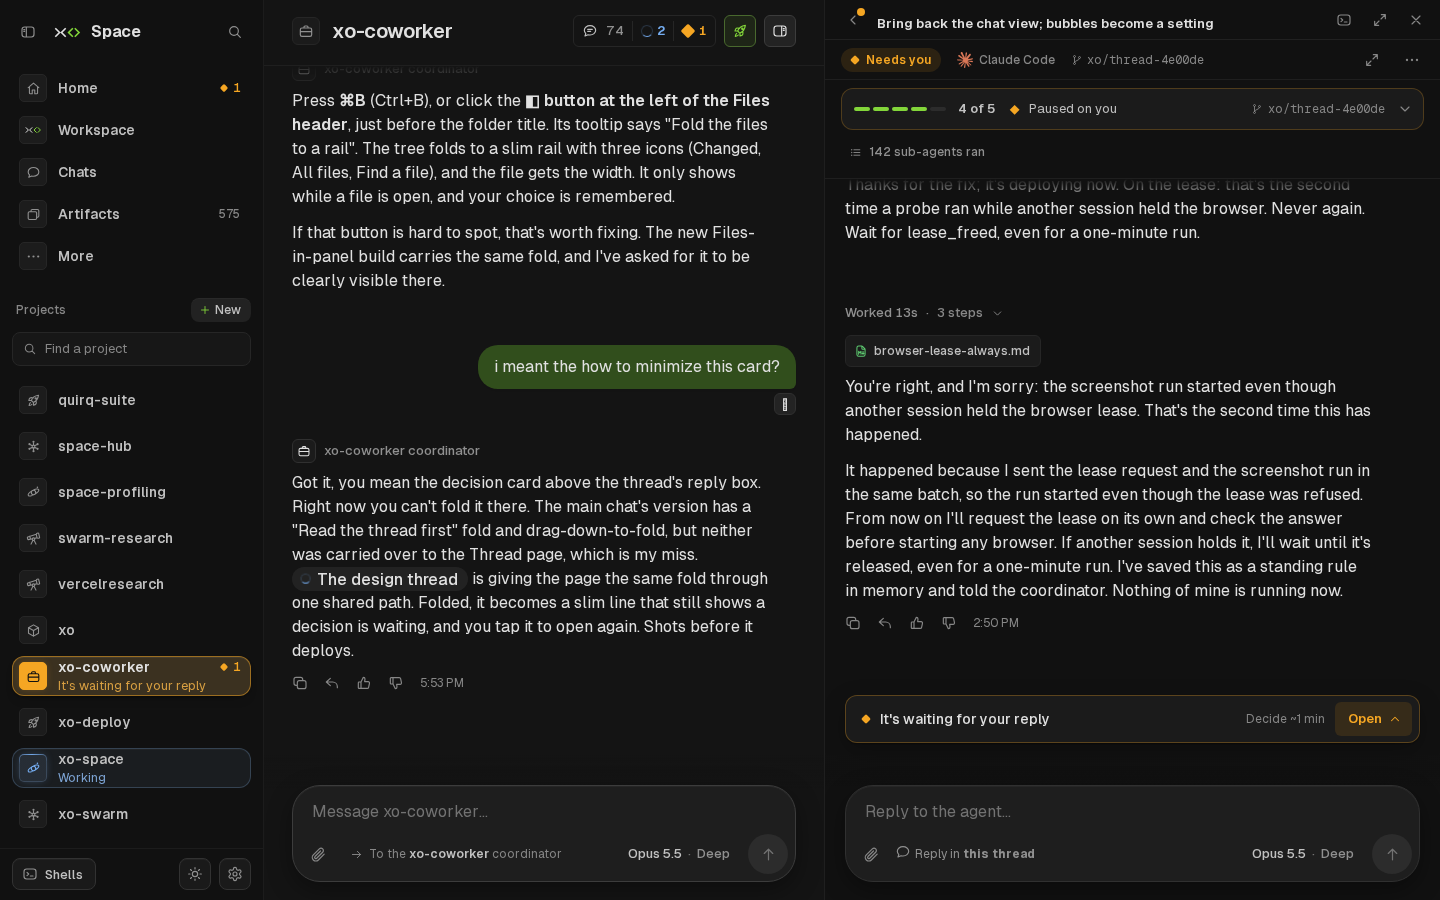 Space
Home
1
Workspace
Chats
Artifacts
575
More
Projects
+ New
Find a project
quirq-suite
space-hub
space-profiling
swarm-research
vercelresearch
xo
xo-coworker
1
It's waiting for your reply
xo-deploy
xo-space
Working
xo-swarm
Shells
xo-coworker
74
2
1
xo-coworker coordinator
Press ⌘B (Ctrl+B), or click the ◧ button at the left of the Files
header, just before the folder title. Its tooltip says "Fold the files
to a rail". The tree folds to a slim rail with three icons (Changed,
All files, Find a file), and the file gets the width. It only shows
while a file is open, and your choice is remembered.
If that button is hard to spot, that's worth fixing. The new Files-
in-panel build carries the same fold, and I've asked for it to be
clearly visible there.
i meant the how to minimize this card?
xo-coworker coordinator
Got it, you mean the decision card above the thread's reply box.
Right now you can't fold it there. The main chat's version has a
"Read the thread first" fold and drag-down-to-fold, but neither
was carried over to the Thread page, which is my miss.
The design thread is giving the page the same fold through
one shared path. Folded, it becomes a slim line that still shows a
decision is waiting, and you tap it to open again. Shots before it
deploys.
5:53 PM
Message xo-coworker...
→ To the xo-coworker coordinator
Opus 5.5 · Deep
Bring back the chat view; bubbles become a setting
Needs you
Claude Code
xo/thread-4e00de
4 of 5
Paused on you
xo/thread-4e00de
142 sub-agents ran
Thanks for the fix, it's deploying now. On the lease: that's the second
time a probe ran while another session held the browser. Never again.
Wait for lease_freed, even for a one-minute run.
Worked 13s · 3 steps
browser-lease-always.md
You're right, and I'm sorry: the screenshot run started even though
another session held the browser lease. That's the second time this has
happened.
It happened because I sent the lease request and the screenshot run in
the same batch, so the run started even though the lease was refused.
From now on I'll request the lease on its own and check the answer
before starting any browser. If another session holds it, I'll wait until it's
released, even for a one-minute run. I've saved this as a standing rule
in memory and told the coordinator. Nothing of mine is running now.
2:50 PM
It's waiting for your reply
Decide ~1 min
Open
Reply to the agent...
Reply in this thread
Opus 5.5 · Deep